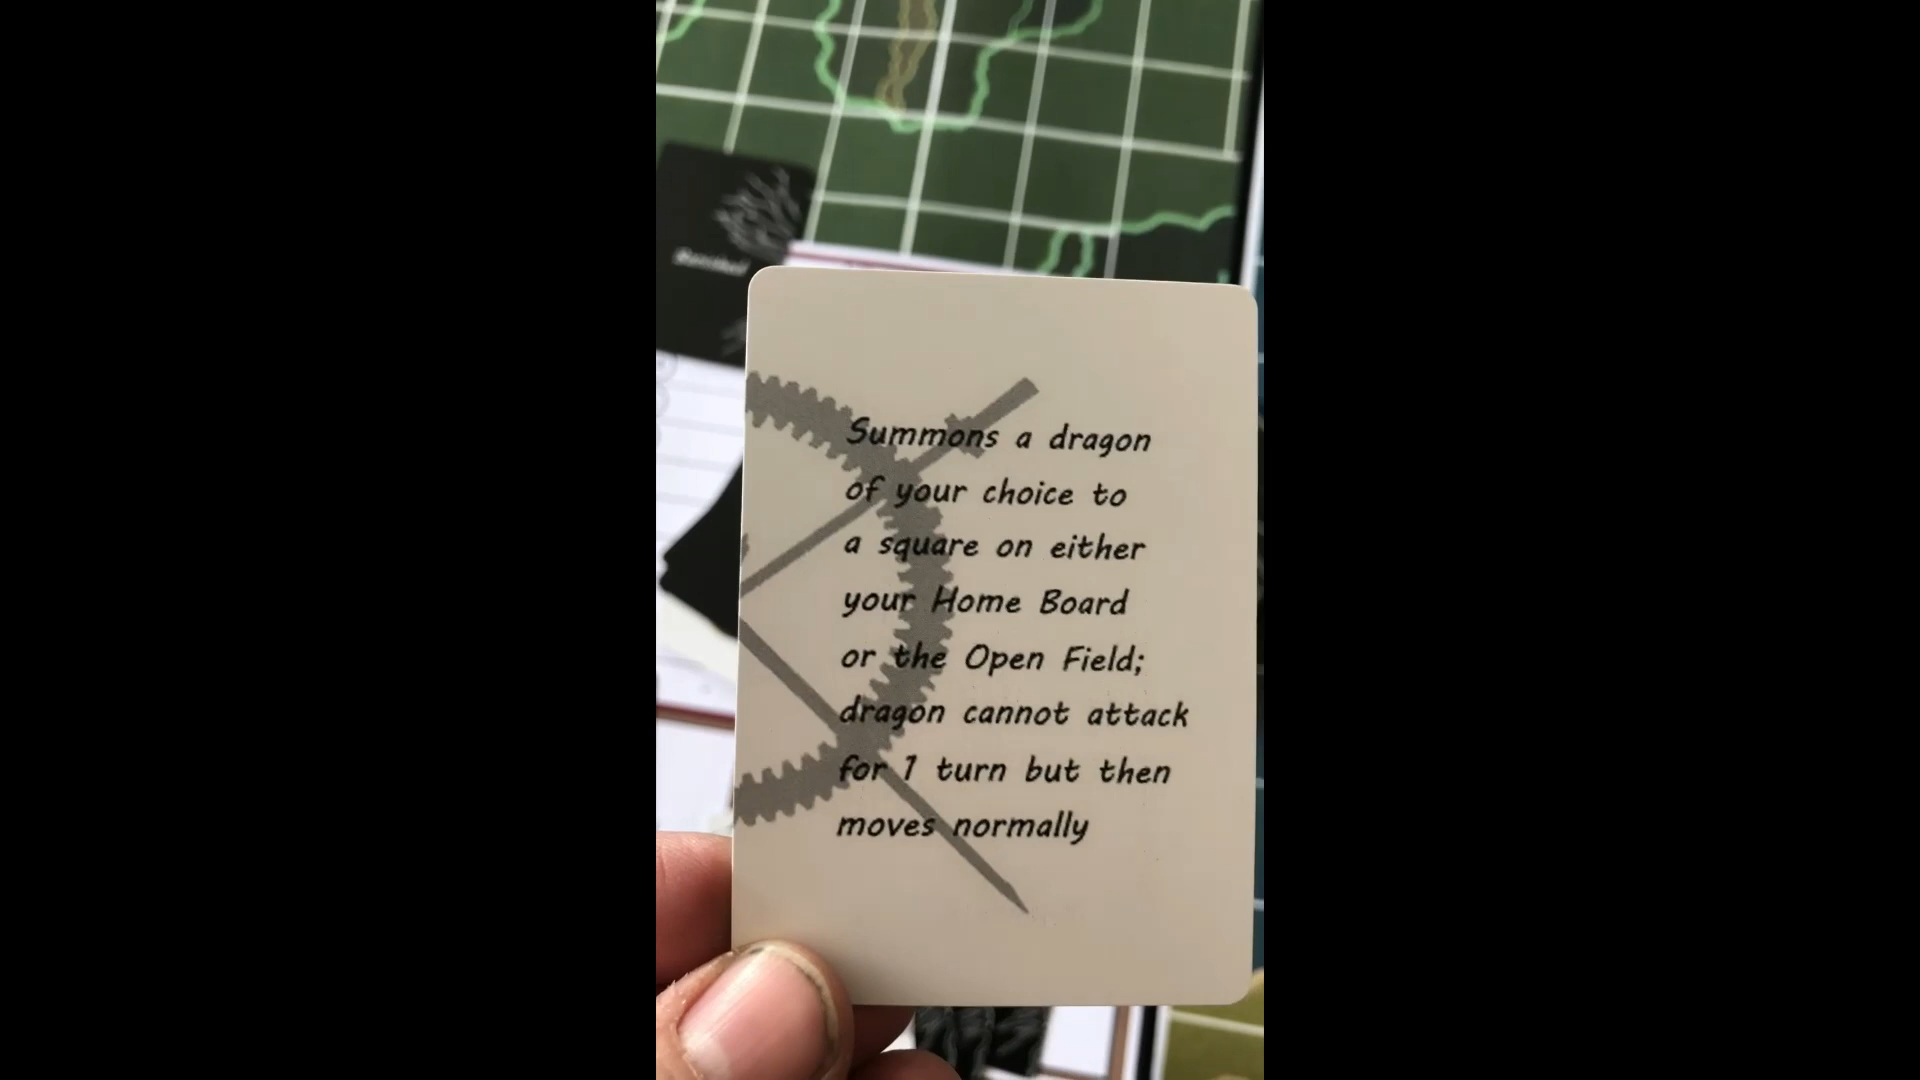 Summons a dragon
of your choice to
a square on either
your Home Board
or the Open Field;
dragon cannot attack
for 1 turn but then
moves normally